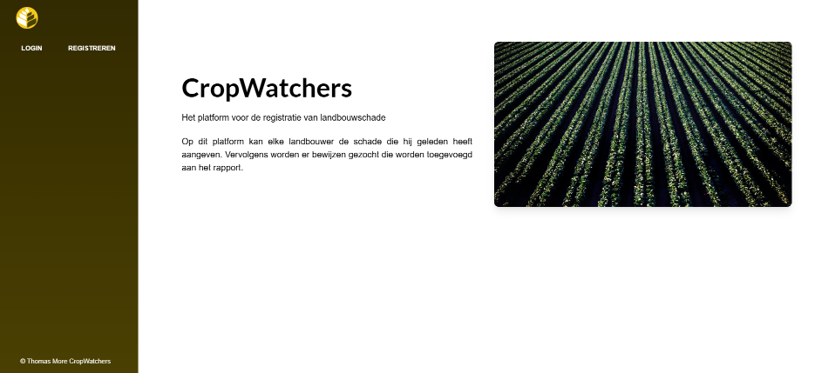 LOGIN REGISTREREN
CropWatchers
Het platform voor de registratie van landbouwschade
Op dit platform kan elke landbouwer de schade die hij geleden heeft
aangeven. Vervolgens worden er bewijzen gezocht die worden toegevoegd
aan het rapport.
© Thomas More CropWatchers